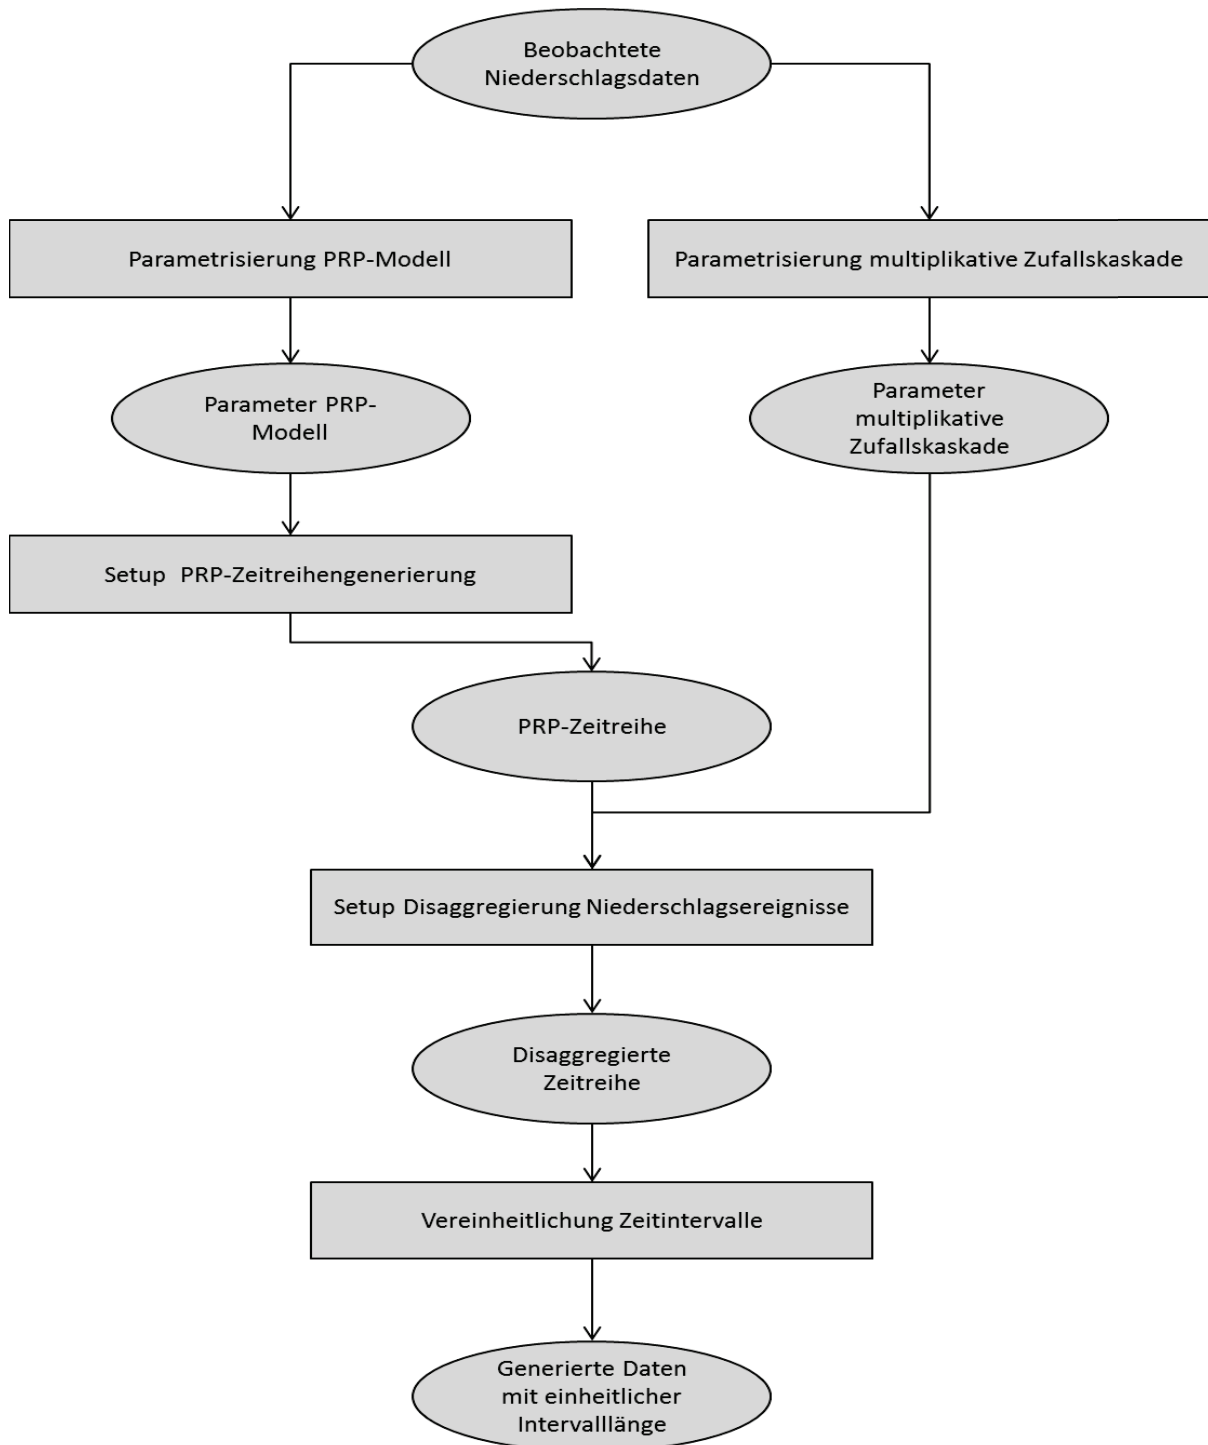 Beobachtete
Niederschlagsdaten
Parametrisierung PRP-Modell
Parametrisierung multiplikative Zufallskaskade
Parameter PRP-
Modell
Parameter
multiplikative
Zufallskaskade
Setup PRP-Zeitreihengenerierung
PRP-Zeitreihe
Setup Disaggregierung Niederschlagsereignisse
Disaggregierte
Zeitreihe
Vereinheitlichung Zeitintervalle
Generierte Daten
mit einheitlicher
Intervalllänge